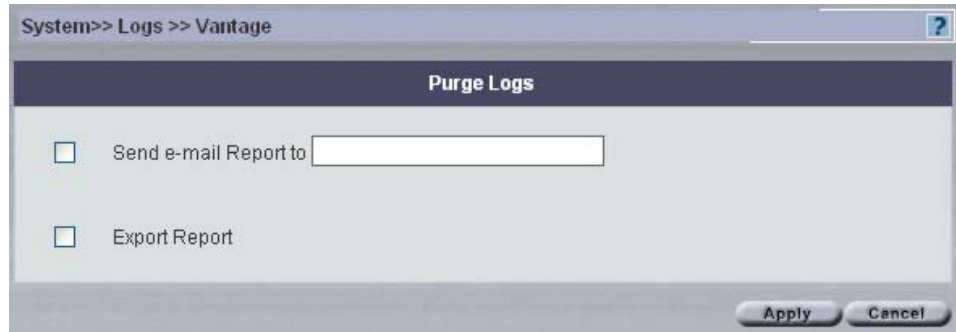 System>> Logs >> Vantage
?
Purge Logs
Send e-mail Report to
Export Report
Apply Cancel